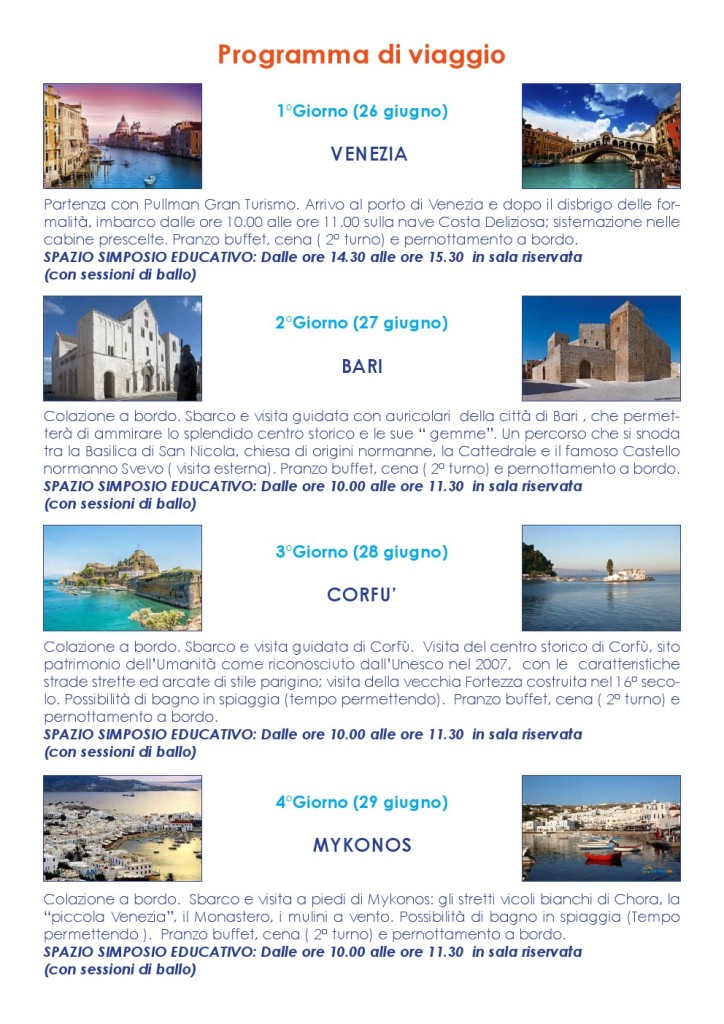 Programma di viaggio
1°Giorno (26 giugno)
VENEZIA
Partenza con Pullman Gran Turismo. Arrivo al porto di Venezia e dopo il disbrigo delle for-
malità, imbarco dalle ore 10.00 alle ore 11.00 sulla nave Costa Deliziosa; sistemazione nelle
cabine prescelte. Pranzo buffet, cena ( 2º turno) e pernottamento a bordo.
SPAZIO SIMPOSIO EDUCATIVO: Dalle ore 14.30 alle ore 15.30 in sala riservata
(con sessioni di ballo)
2°Giorno (27 giugno)
BARI
Colazione a bordo. Sbarco e visita guidata con auricolari della città di Bari , che permet-
terà di ammirare lo splendido centro storico e le sue “ gemme”. Un percorso che si snoda
tra la Basilica di San Nicola, chiesa di origini normanne, la Cattedrale e il famoso Castello
normanno Svevo ( visita esterna). Pranzo buffet, cena ( 2º turno) e pernottamento a bordo.
SPAZIO SIMPOSIO EDUCATIVO: Dalle ore 10.00 alle ore 11.30 in sala riservata
(con sessioni di ballo)
3°Giorno (28 giugno)
CORFU’
Colazione a bordo. Sbarco e visita guidata di Corfù. Visita del centro storico di Corfù, sito
patrimonio dell’Umanità come riconosciuto dall’Unesco nel 2007, con le caratteristiche
strade strette ed arcate di stile parigino; visita della vecchia Fortezza costruita nel 16º seco-
lo. Possibilità di bagno in spiaggia (tempo permettendo). Pranzo buffet, cena ( 2º turno) e
pernottamento a bordo.
SPAZIO SIMPOSIO EDUCATIVO: Dalle ore 10.00 alle ore 11.30 in sala riservata
(con sessioni di ballo)
4°Giorno (29 giugno)
MYKONOS
Colazione a bordo. Sbarco e visita a piedi di Mykonos: gli stretti vicoli bianchi di Chora, la
“piccola Venezia”, il Monastero, i mulini a vento. Possibilità di bagno in spiaggia (Tempo
permettendo ). Pranzo buffet, cena ( 2º turno) e pernottamento a bordo.
SPAZIO SIMPOSIO EDUCATIVO: Dalle ore 10.00 alle ore 11.30 in sala riservata
(con sessioni di ballo)